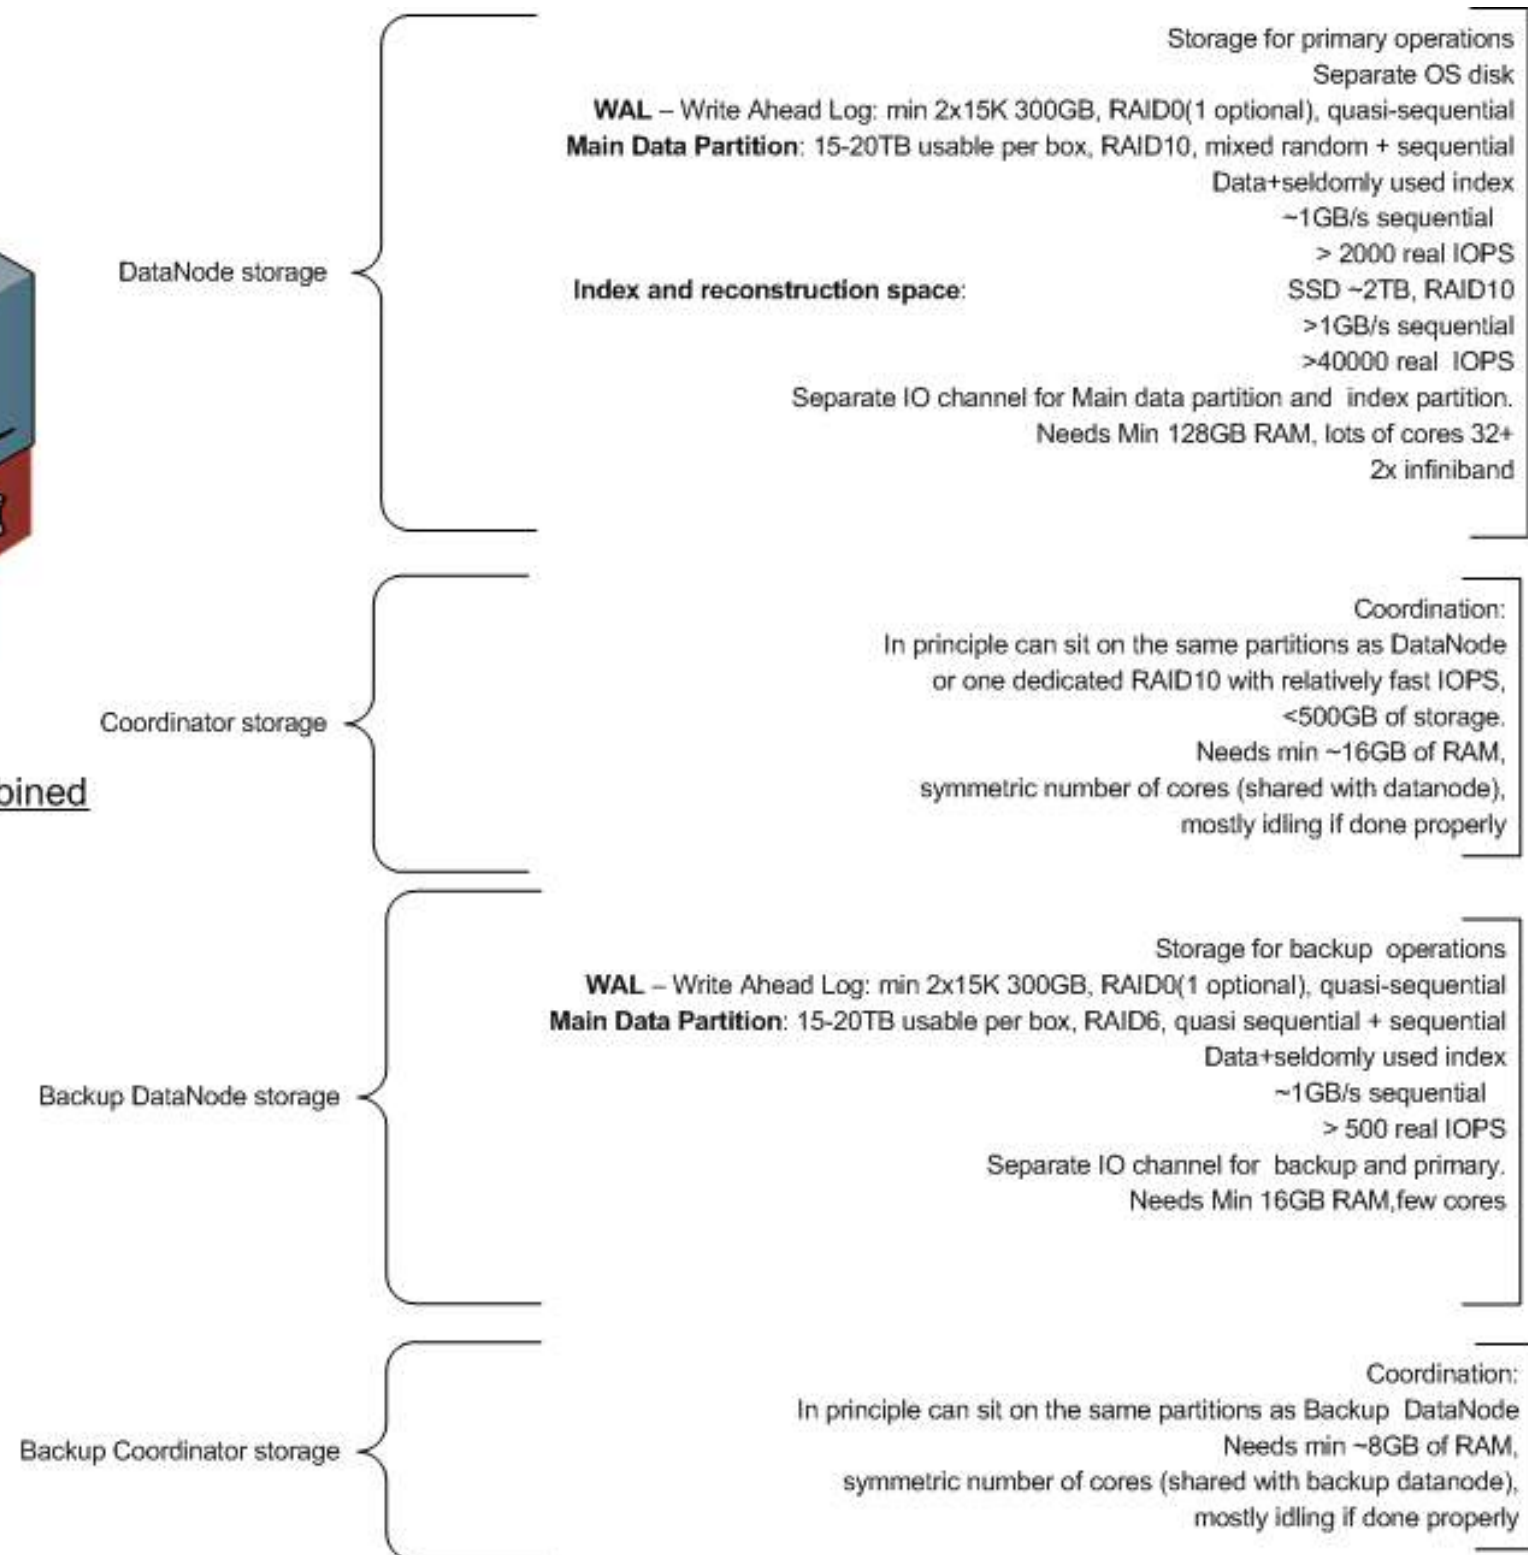 Storage for primary operations
Separate OS disk
WAL – Write Ahead Log: min 2x15K 300GB, RAID0(1 optional), quasi-sequential
Main Data Partition: 15-20TB usable per box, RAID10, mixed random + sequential
Data+seldomly used index
~1GB/s sequential
> 2000 real IOPS
DataNode storage
Index and reconstruction space: SSD ~2TB, RAID10
>1GB/s sequential
>40000 real IOPS
Separate IO channel for Main data partition and index partition.
Needs Min 128GB RAM, lots of cores 32+
2x infiniband
Coordination:
In principle can sit on the same partitions as DataNode
or one dedicated RAID10 with relatively fast IOPS,
<500GB of storage.
Coordinator storage
Needs min ~16GB of RAM,
symmetric number of cores (shared with datanode),
mostly idling if done properly
Storage for backup operations
WAL – Write Ahead Log: min 2x15K 300GB, RAID0(1 optional), quasi-sequential
Main Data Partition: 15-20TB usable per box, RAID6, quasi sequential + sequential
Data+seldomly used index
~1GB/s sequential
Backup DataNode storage
> 500 real IOPS
Separate IO channel for backup and primary.
Needs Min 16GB RAM,few cores
Coordination:
In principle can sit on the same partitions as Backup DataNode
Needs min ~8GB of RAM,
Backup Coordinator storage
symmetric number of cores (shared with backup datanode),
mostly idling if done properly